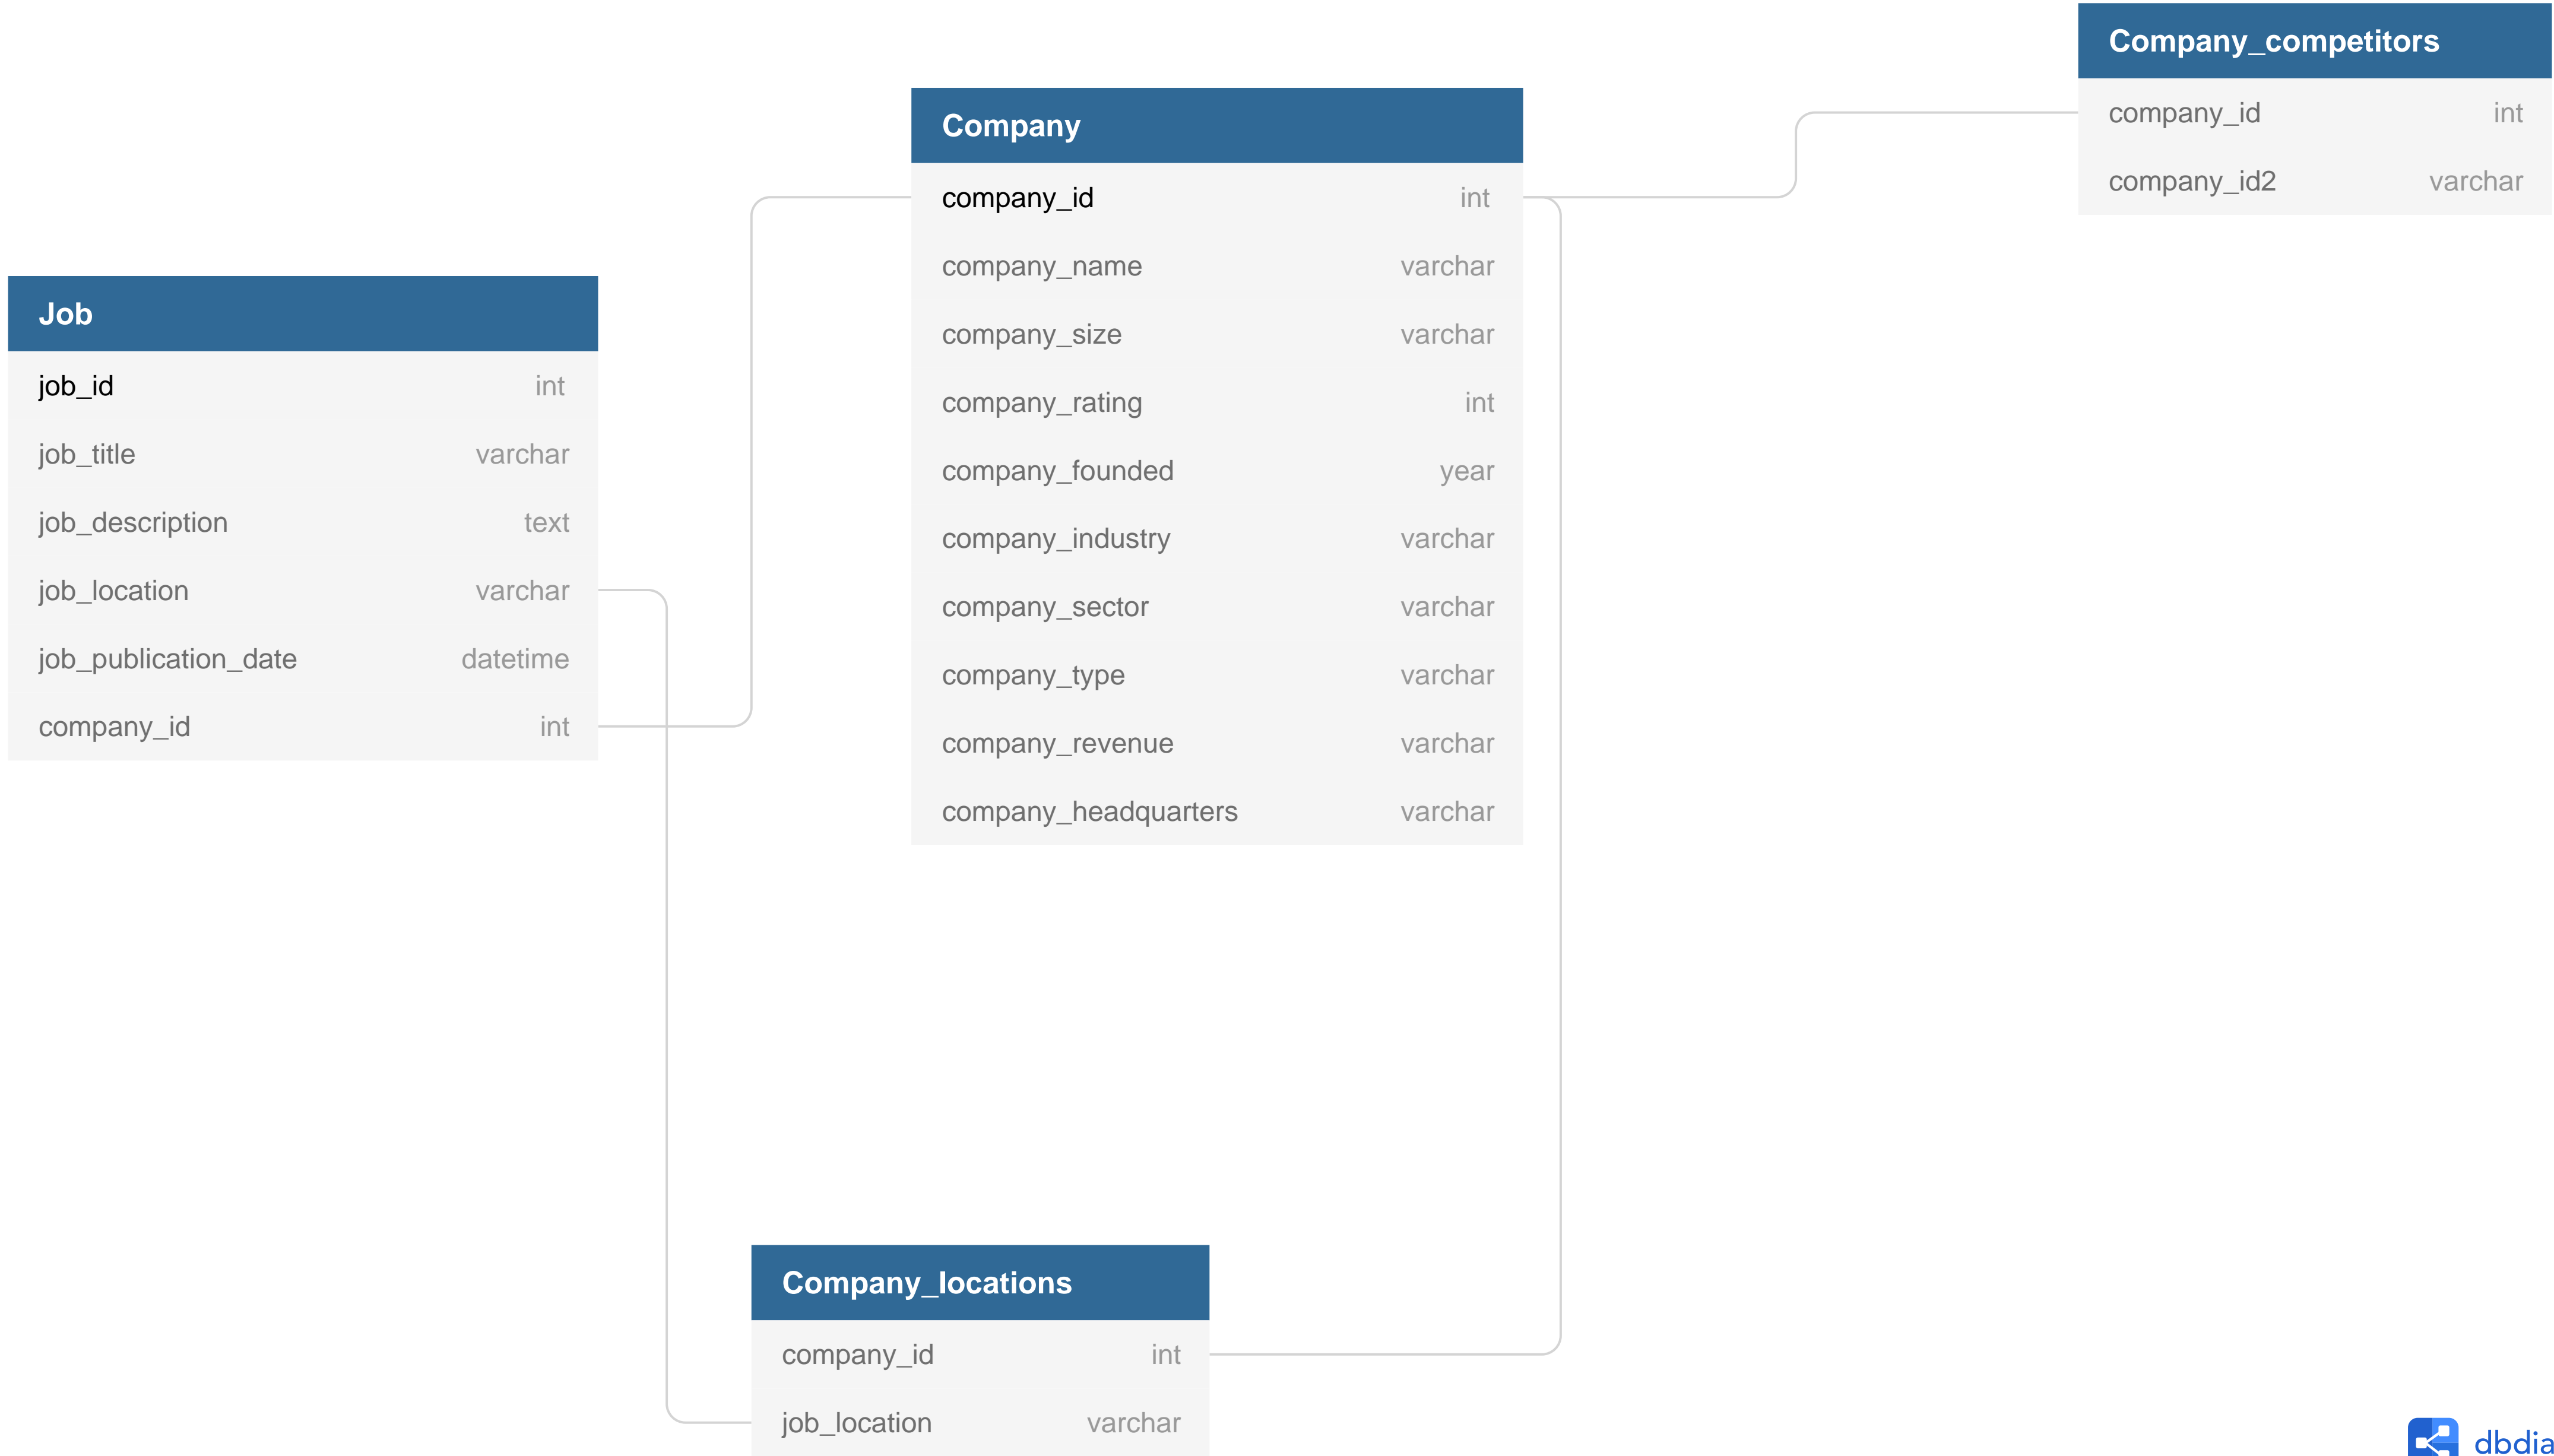 Company_competitors
company_id int
company_id2 varchar
Company
company_id int
company_name varchar
company_size varchar
company_rating int
company_founded year
company_industry varchar
company_sector varchar
company_type varchar
company_revenue varchar
company_headquarters varchar
Job
job_id int
job_title varchar
job_description text
job_location varchar
job_publication_date datetime
company_id int
Company_locations
company_id int
job_location varchar
dbdia